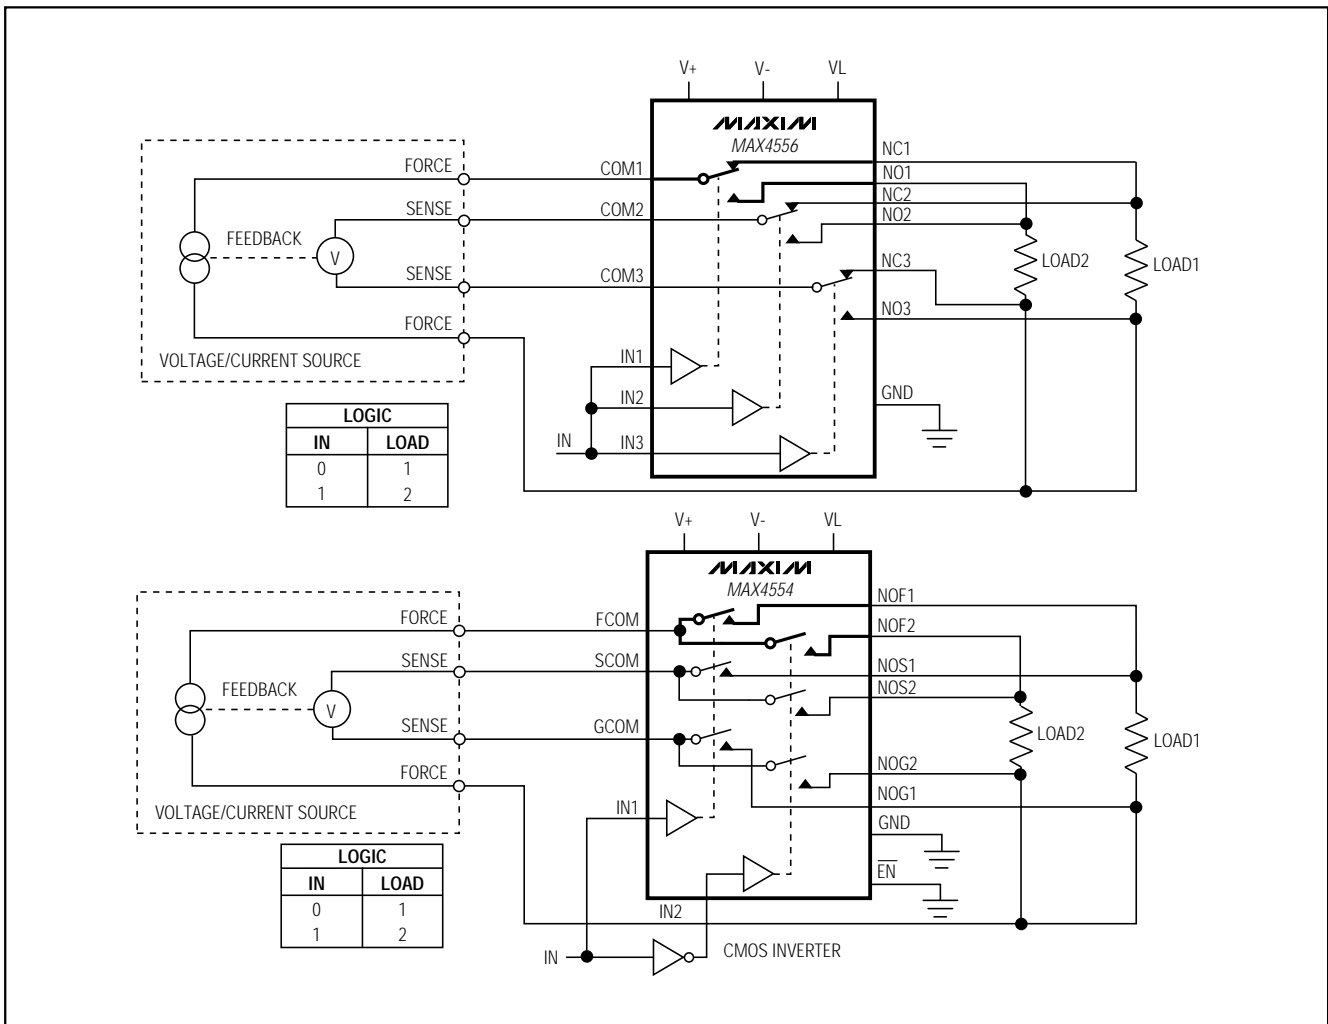 V+ V- VL
MAXIM
MAX4556
FORCE
SENSE
FEEDBACK
V
SENSE
FORCE
VOLTAGE/CURRENT SOURCE
COM1
COM2
COM3
IN1
IN2
IN3
IN
NC1
NO1
NC2
NO2
NC3
NO3
GND
LOAD2
LOAD1
LOGIC
IN LOAD
0 1
1 2
V+ V- VL
MAXIM
MAX4554
FORCE
SENSE
FEEDBACK
V
SENSE
FORCE
VOLTAGE/CURRENT SOURCE
FCOM
SCOM
GCOM
IN1
IN2
IN
CMOS INVERTER
NOF1
NOF2
NOS1
NOS2
NOG2
NOG1
GND
EN
LOAD2
LOAD1
LOGIC
IN LOAD
0 1
1 2